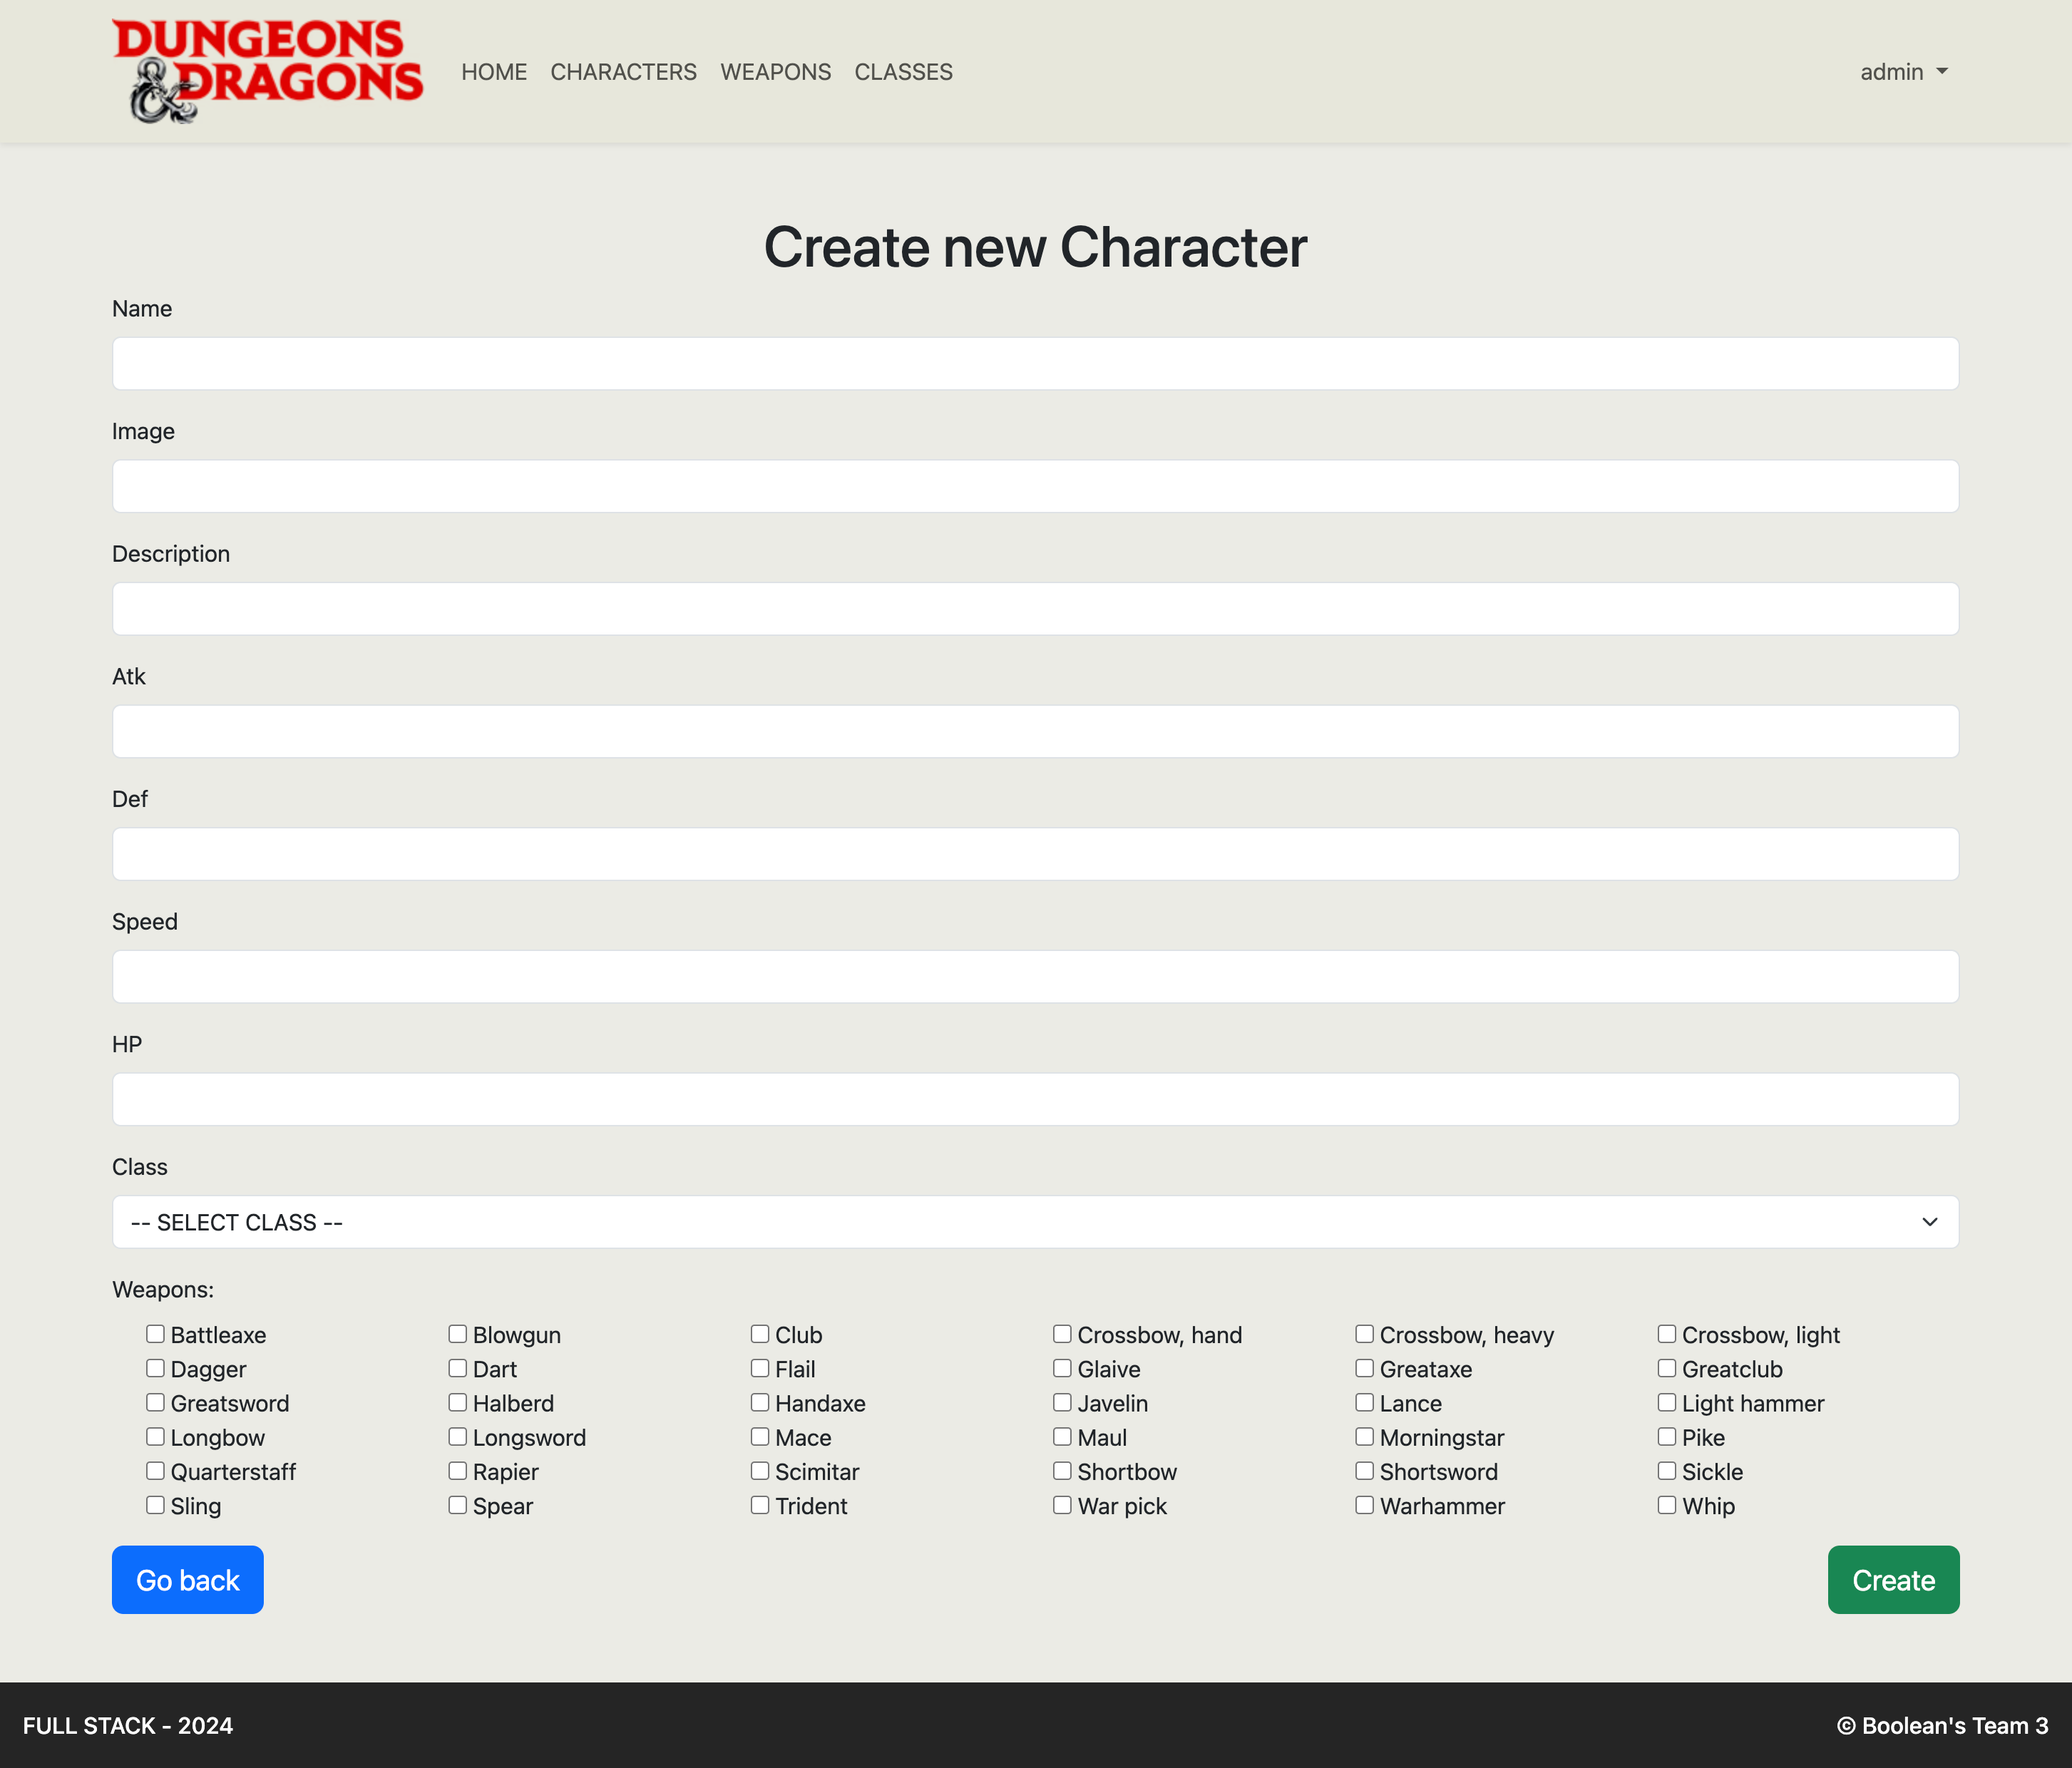 DUNGEONS
& DRAGONS
HOME CHARACTERS WEAPONS CLASSES admin
Create new Character
Name
Image
Description
Atk
Def
Speed
HP
Class
-- SELECT CLASS --
Weapons:
Battleaxe Blowgun Club Crossbow, hand Crossbow, heavy Crossbow, light
Dagger Dart Flail Glaive Greataxe Greatclub
Greatsword Halberd Handaxe Javelin Lance Light hammer
Longbow Longsword Mace Maul Morningstar Pike
Quarterstaff Rapier Scimitar Shortbow Shortsword Sickle
Sling Spear Trident War pick Warhammer Whip
Go back Create
FULL STACK - 2024 © Boolean's Team 3